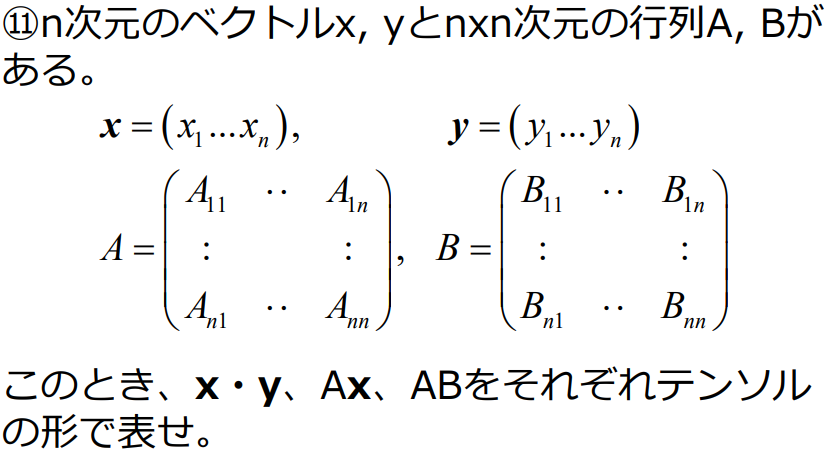 ⑪n次元のベクトルx, yとnxn次元の行列A, Bが
ある。
x = (x₁...xₙ), y = (y₁...yₙ)
A = ( A₁₁ ‥ A₁ₙ : : Aₙ₁ ‥ Aₙₙ ), B = ( B₁₁ ‥ B₁ₙ : : Bₙ₁ ‥ Bₙₙ )
このとき、x・y、Ax、ABをそれぞれテンソル
の形で表せ。